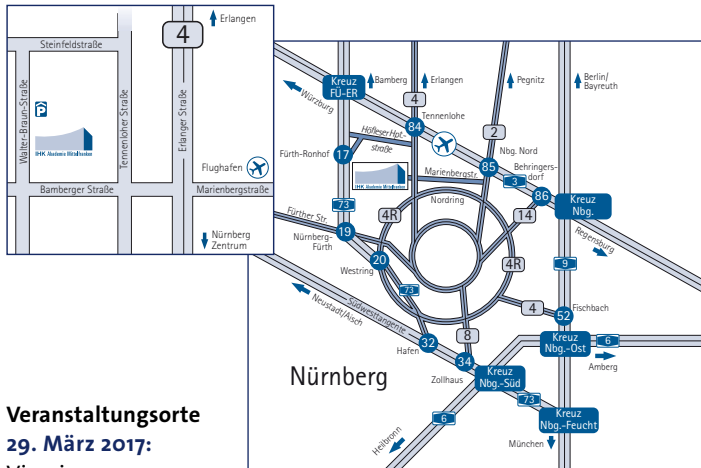 Steinfeldstraße
Walter-Braun-Straße
Tennenloher Straße
Erlanger Straße
4
Erlangen
P
IHK Akademie Mittelfranken
Flughafen
Bamberger Straße
Marienbergstraße
Nürnberg
Zentrum
Kreuz
FÜ-ER
Würzburg
Bamberg
Erlangen
Pegnitz
Berlin/
Bayreuth
4
Tennenlohe
84
Höfleser Hpt-
straße
2
Nbg. Nord
17
Fürth-Ronhof
IHK Akademie Mittelfranken
Marienbergstr.
85
Behringers-
dorf
3
86
Kreuz
Nbg.
Regensburg
73
Nordring
4R
14
Fürther Str.
19
Nürnberg-
Fürth
20
Westring
4R
9
73
Neustadt/Aisch
Südwesttangente
4
Fischbach
52
8
32
Hafen
34
Zollhaus
Kreuz
Nbg.-Ost
6
Amberg
Nürnberg
Kreuz
Nbg.-Süd
73
Kreuz
Nbg.-Feucht
6
Heilbronn
München
Veranstaltungsorte
29. März 2017: